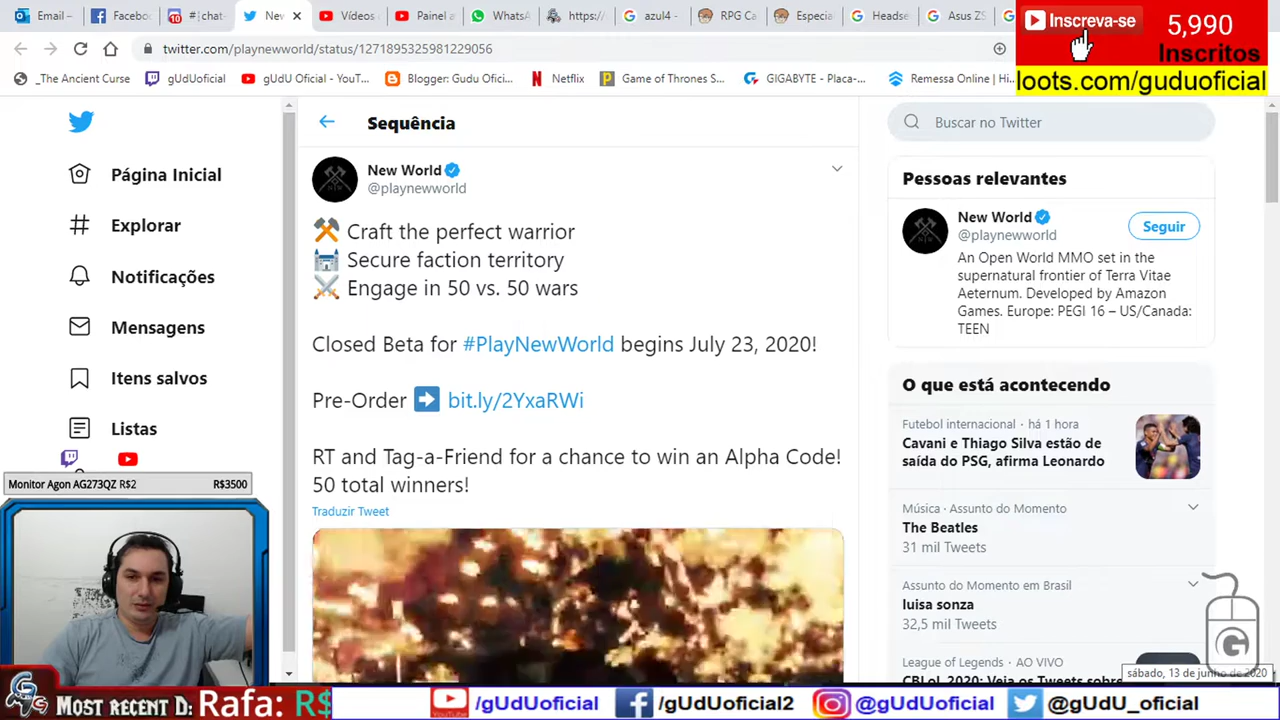 Email –
Facebo
#|chat-
New
Vídeos
Painel
WhatsA
https:/
azul4 -
RPG Ca
Especia
Headse
Asus ZS
Inscreva-se
5,990
Inscritos
loots.com/guduoficial
twitter.com/playnewworld/status/1271895325981229056
_The Ancient Curse
gUdUoficial
gUdU Oficial - YouT...
Blogger: Gudu Ofici...
Netflix
Game of Thrones S...
GIGABYTE - Placa-...
Remessa Online | Hi...
Página Inicial
Explorar
Notificações
Mensagens
Itens salvos
Listas
Monitor Agon AG273QZ R$2
R$3500
Sequência
New World
@playnewworld
Craft the perfect warrior
Secure faction territory
Engage in 50 vs. 50 wars
Closed Beta for #PlayNewWorld begins July 23, 2020!
Pre-Order bit.ly/2YxaRWi
RT and Tag-a-Friend for a chance to win an Alpha Code!
50 total winners!
Traduzir Tweet
Buscar no Twitter
Pessoas relevantes
New World
@playnewworld
Seguir
An Open World MMO set in the
supernatural frontier of Terra Vitae
Aeternum. Developed by Amazon
Games. Europe: PEGI 16 – US/Canada:
TEEN
O que está acontecendo
Futebol internacional · há 1 hora
Cavani e Thiago Silva estão de
saída do PSG, afirma Leonardo
Música · Assunto do Momento
The Beatles
31 mil Tweets
Assunto do Momento em Brasil
luisa sonza
32,5 mil Tweets
League of Legends · AO VIVO
CBLoL 2020: Veja os Tweets sobre
sábado, 13 de junho de 2020
Most recent D: Rafa: R$
/gUdUoficial
/gUdUoficial2
@gUdUoficial
@gUdU_oficial